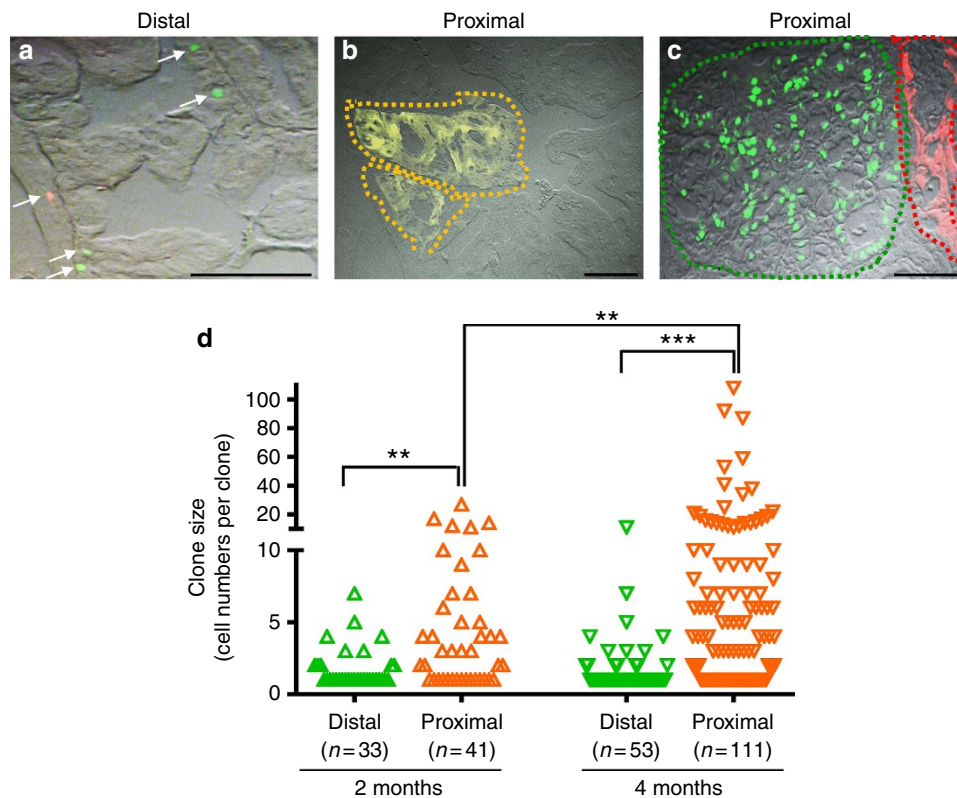 Distal Proximal Proximal
a b c
d
** ***
**
Clone size
(cell numbers per clone)
100
80
60
40
20
10
5
0
Distal Proximal Distal Proximal
(n=33) (n=41) (n=53) (n=111)
2 months 4 months